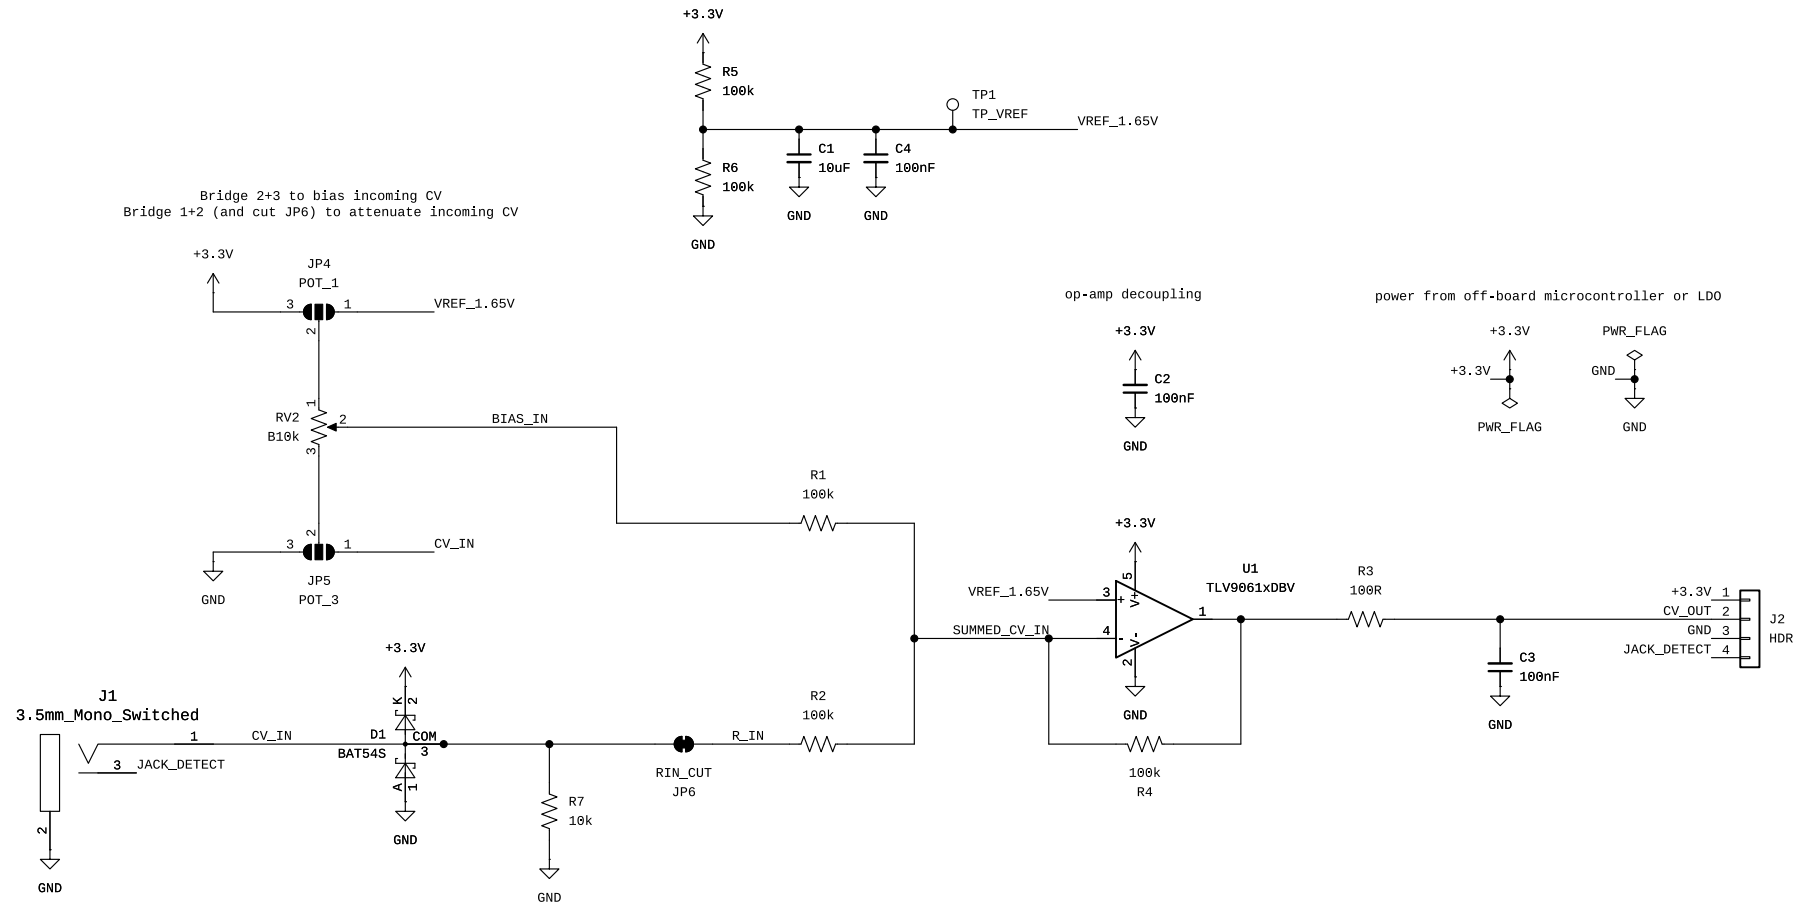 +3.3V
R5
100k
TP1
TP_VREF
VREF_1.65V
C1
10uF
C4
100nF
R6
100k
GND
GND
GND
Bridge 2+3 to bias incoming CV
Bridge 1+2 (and cut JP6) to attenuate incoming CV
+3.3V
JP4
POT_1
3
1
2
VREF_1.65V
1
RV2
B10k
2
3
BIAS_IN
2
3
1
CV_IN
GND
JP5
POT_3
op-amp decoupling
+3.3V
C2
100nF
GND
power from off-board microcontroller or LDO
+3.3V
PWR_FLAG
+3.3V
GND
PWR_FLAG
GND
R1
100k
+3.3V
5
V+
U1
TLV9061xDBV
VREF_1.65V
3
+
1
SUMMED_CV_IN
4
-
V-
2
GND
R3
100R
C3
100nF
GND
+3.3V
1
CV_OUT
2
GND
3
JACK_DETECT
4
J2
HDR
J1
3.5mm_Mono_Switched
1
CV_IN
3
JACK_DETECT
2
GND
+3.3V
K
2
D1
BAT54S
COM
3
A
1
GND
R7
10k
GND
RIN_CUT
JP6
R_IN
R2
100k
100k
R4